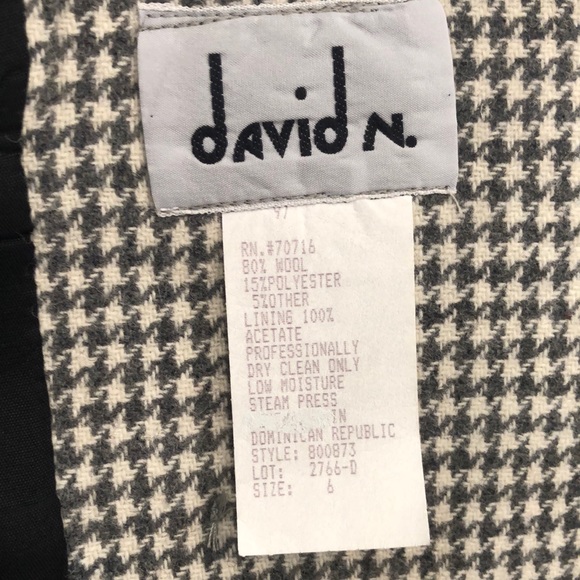 david N.
97
RN.#70716
80% WOOL
15%POLYESTER
5%OTHER
LINING 100%
ACETATE
PROFESSIONALLY
DRY CLEAN ONLY
LOW MOISTURE
STEAM PRESS
IN
DOMINICAN REPUBLIC
STYLE: 800873
LOT: 2766-D
SIZE: 6